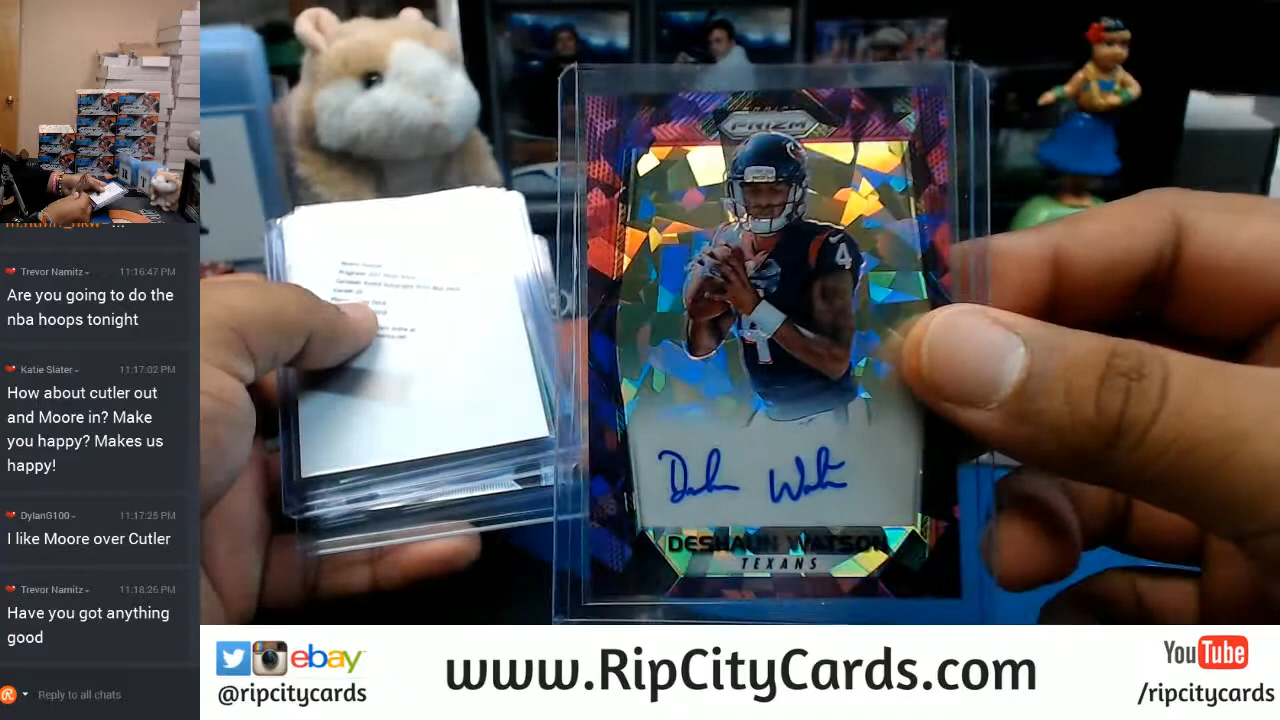 Trevor Namitz 11:16:47 PM
Are you going to do the
nba hoops tonight
Katie Slater 11:17:02 PM
How about cutler out
and Moore in? Make
you happy? Makes us
happy!
DylanG100 11:17:25 PM
I like Moore over Cutler
Trevor Namitz 11:18:26 PM
Have you got anything
good
Reply to all chats
PRIZM
4
4
DESHAUN WATSON
TEXANS
ebay
@ripcitycards
www.RipCityCards.com
YouTube
/ripcitycards